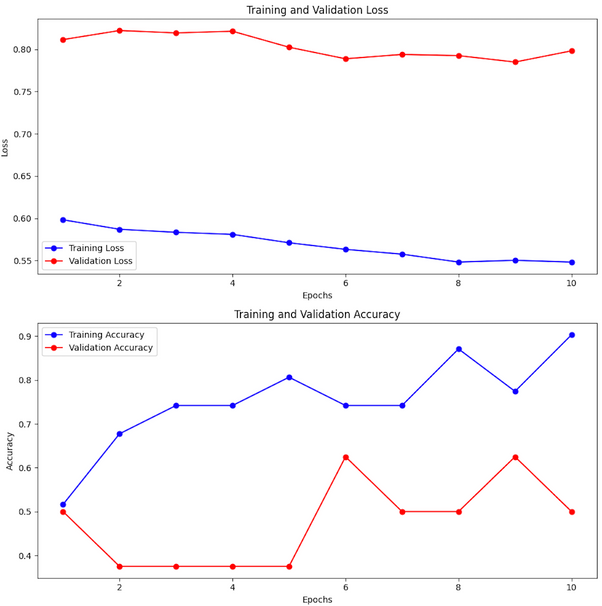 Training and Validation Loss
0.80
0.75
0.70
0.65
0.60
0.55
Loss
Training Loss
Validation Loss
2
4
6
8
10
Epochs
Training and Validation Accuracy
0.9
0.8
0.7
0.6
0.5
0.4
Accuracy
Training Accuracy
Validation Accuracy
2
4
6
8
10
Epochs